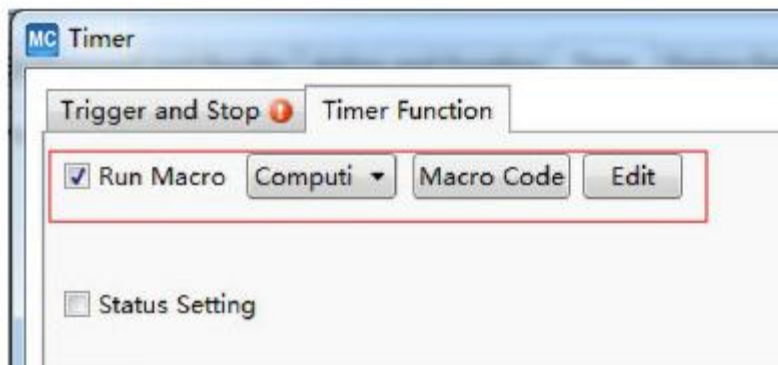 MC Timer
Trigger and Stop Timer Function
Run Macro Computi Macro Code Edit
Status Setting